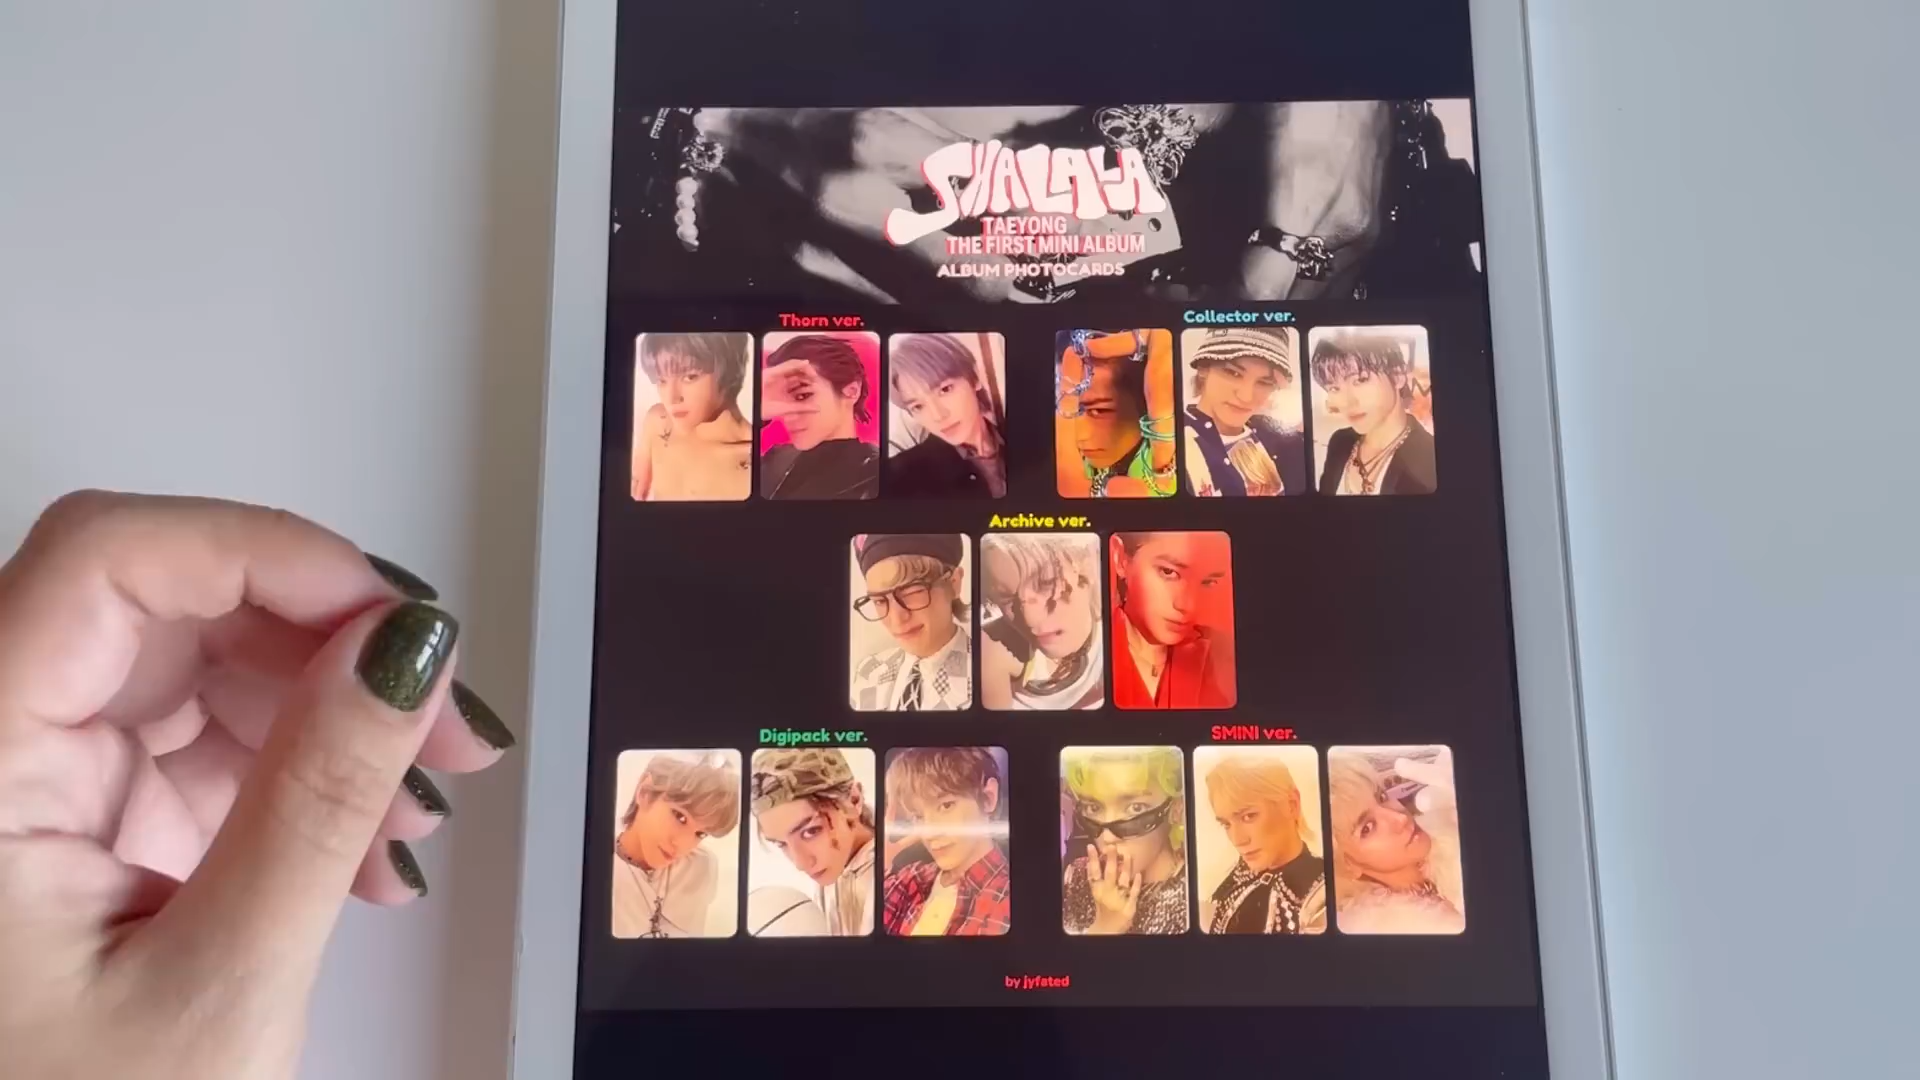 SHALALA
TAEYONG
THE FIRST MINI ALBUM
ALBUM PHOTOCARDS
Thorn ver.
Collector ver.
Archive ver.
Digipack ver.
SMINI ver.
by jyfated